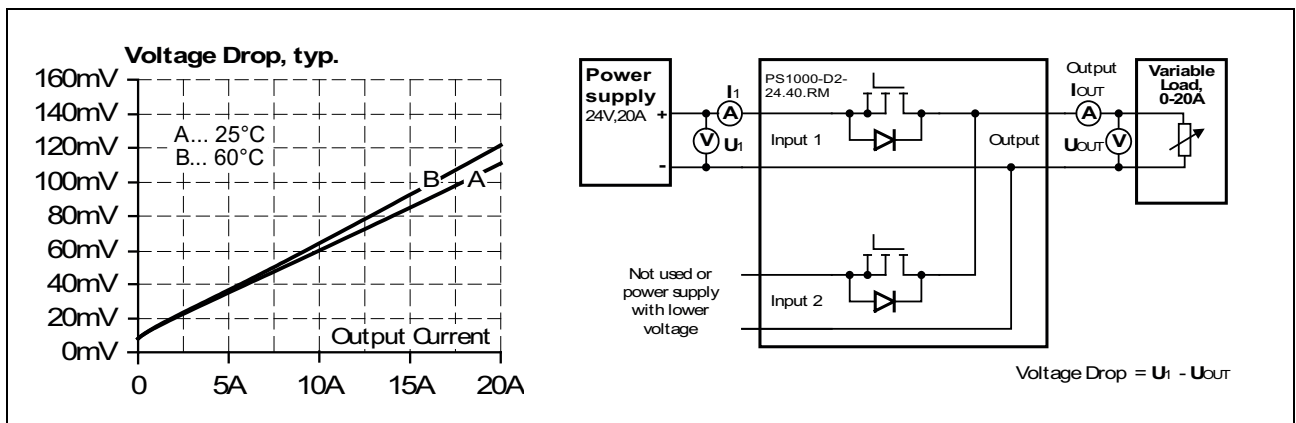 Voltage Drop, typ.
160mV
140mV
120mV
100mV
80mV
60mV
40mV
20mV
0mV
A... 25°C
B... 60°C
B
A
Output Current
0
5A
10A
15A
20A
Power
supply
24V,20A
+
-
I1
A
V
U1
PS1000-D2-
24.40.RM
Input 1
Output
Input 2
Not used or
power supply
with lower
voltage
Output
IOUT
A
UOUT
V
Variable
Load,
0-20A
Voltage Drop = U1 - UOUT